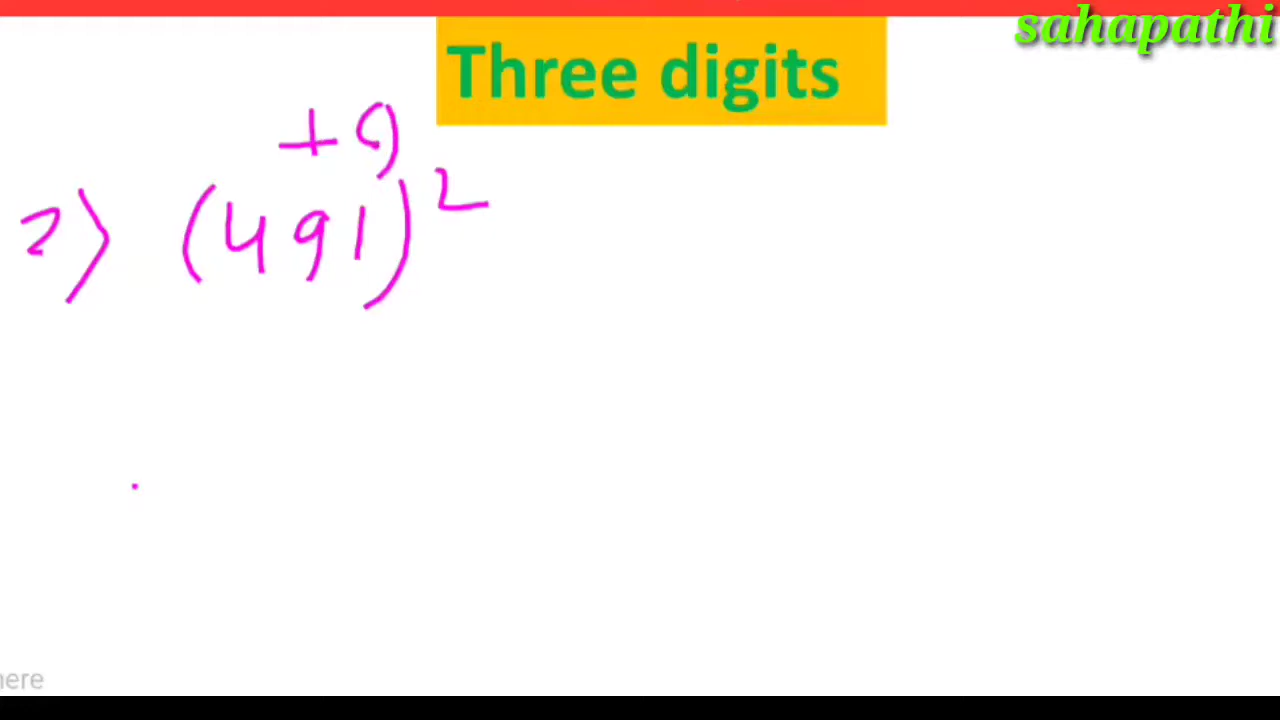 sahapathi
Three digits
+9
2) (491)²
here